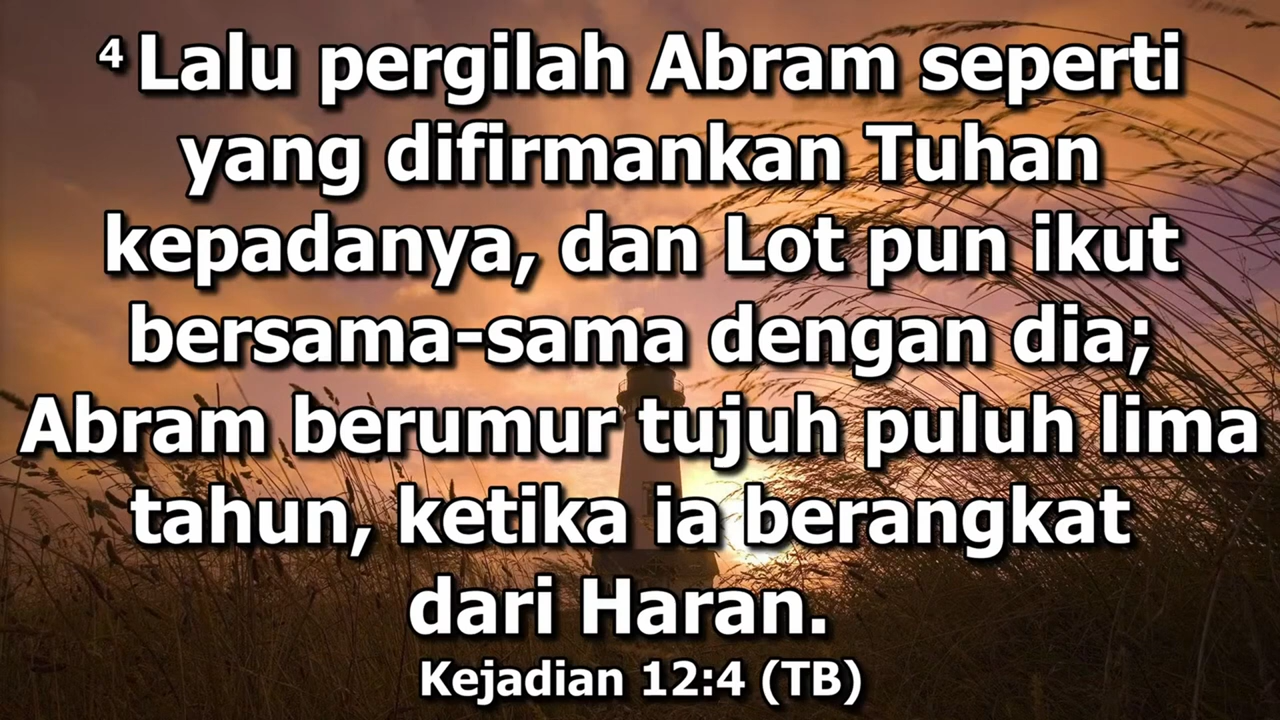 4 Lalu pergilah Abram seperti
yang difirmankan Tuhan
kepadanya, dan Lot pun ikut
bersama-sama dengan dia;
Abram berumur tujuh puluh lima
tahun, ketika ia berangkat
dari Haran.
Kejadian 12:4 (TB)